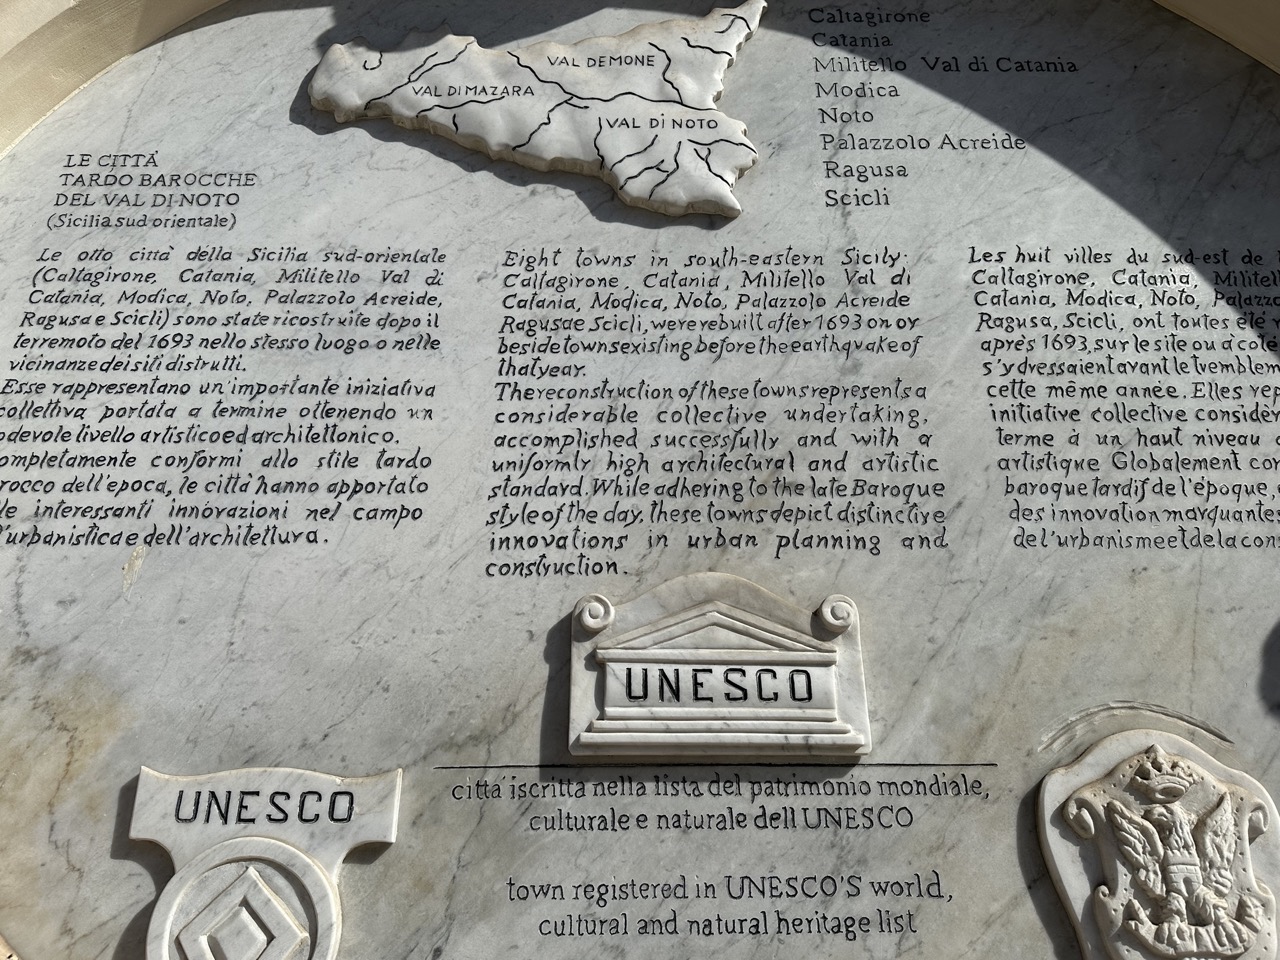 VAL DEMONE
VAL DI MAZARA
VAL DI NOTO
Caltagirone
Catania
Militello Val di Catania
Modica
Noto
Palazzolo Acreide
Ragusa
Scicli
LE CITTÀ
TARDO BAROCCHE
DEL VAL DI NOTO
(Sicilia sud orientale)
Le otto città della Sicilia sud-orientale
(Caltagirone, Catania, Militello Val di
Catania, Modica, Noto, Palazzolo Acreide,
Ragusa e Scicli) sono state ricostruite dopo il
terremoto del 1693 nello stesso luogo o nelle
vicinanze dei siti distrutti.
Esse rappresentano un'importante iniziativa
collettiva portata a termine ottenendo un
livello artistico ed architettonico.
conformi allo stile tardo
dell'epoca, le città hanno apportato
interessanti innovazioni nel campo
l'urbanistica e dell'architettura.
Eight towns in south-eastern Sicily:
Caltagirone, Catania, Militello Val di
Catania, Modica, Noto, Palazzolo Acreide
Ragusa e Scicli, were rebuilt after 1693 on or
beside towns existing before the earthquake of
that year.
The reconstruction of these towns represents a
considerable collective undertaking,
accomplished successfully and with a
uniformly high architectural and artistic
standard. While adhering to the late Baroque
style of the day, these towns depict distinctive
innovations in urban planning and
construction.
Les huit villes du sud-est de
Caltagirone, Catania,
Catania, Modica, Noto,
Ragusa, Scicli, ont toutes été
après 1693, sur le site ou à coté
s'y dressaient avant le
cette même année. Elles
initiative collective
terme à un haut niveau
artistique Globalement
baroque tardif de l'époque,
des innovation marquantes
de l'urbanisme et de la
UNESCO
città iscritta nella lista del patrimonio mondiale,
culturale e naturale dell'UNESCO
town registered in UNESCO'S world,
cultural and natural heritage list
UNESCO